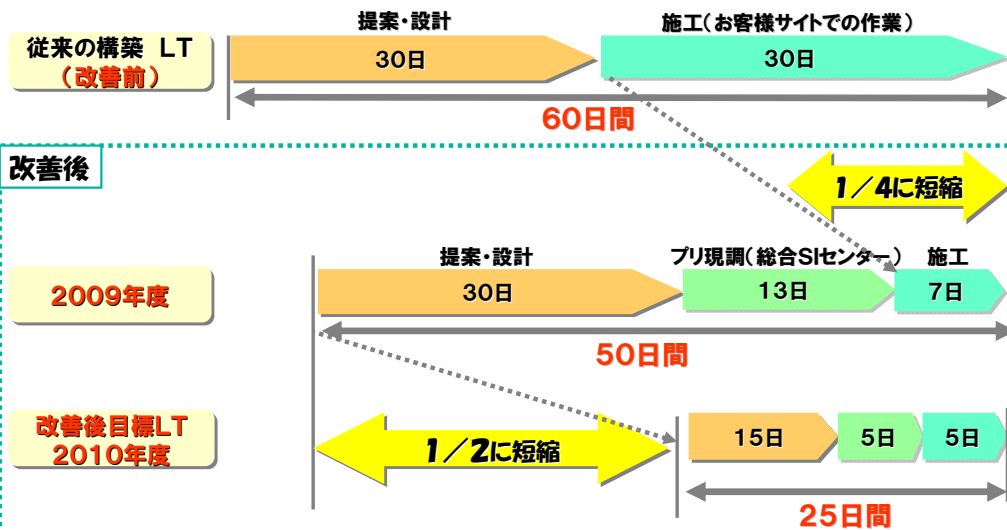 提案・設計
施工(お客様サイトでの作業)
従来の構築 LT
(改善前)
30日
30日
60日間
改善後
1/4に短縮
提案・設計
プリ現調(総合SIセンター)
施工
2009年度
30日
13日
7日
50日間
改善後目標LT
2010年度
1/2に短縮
15日
5日
5日
25日間